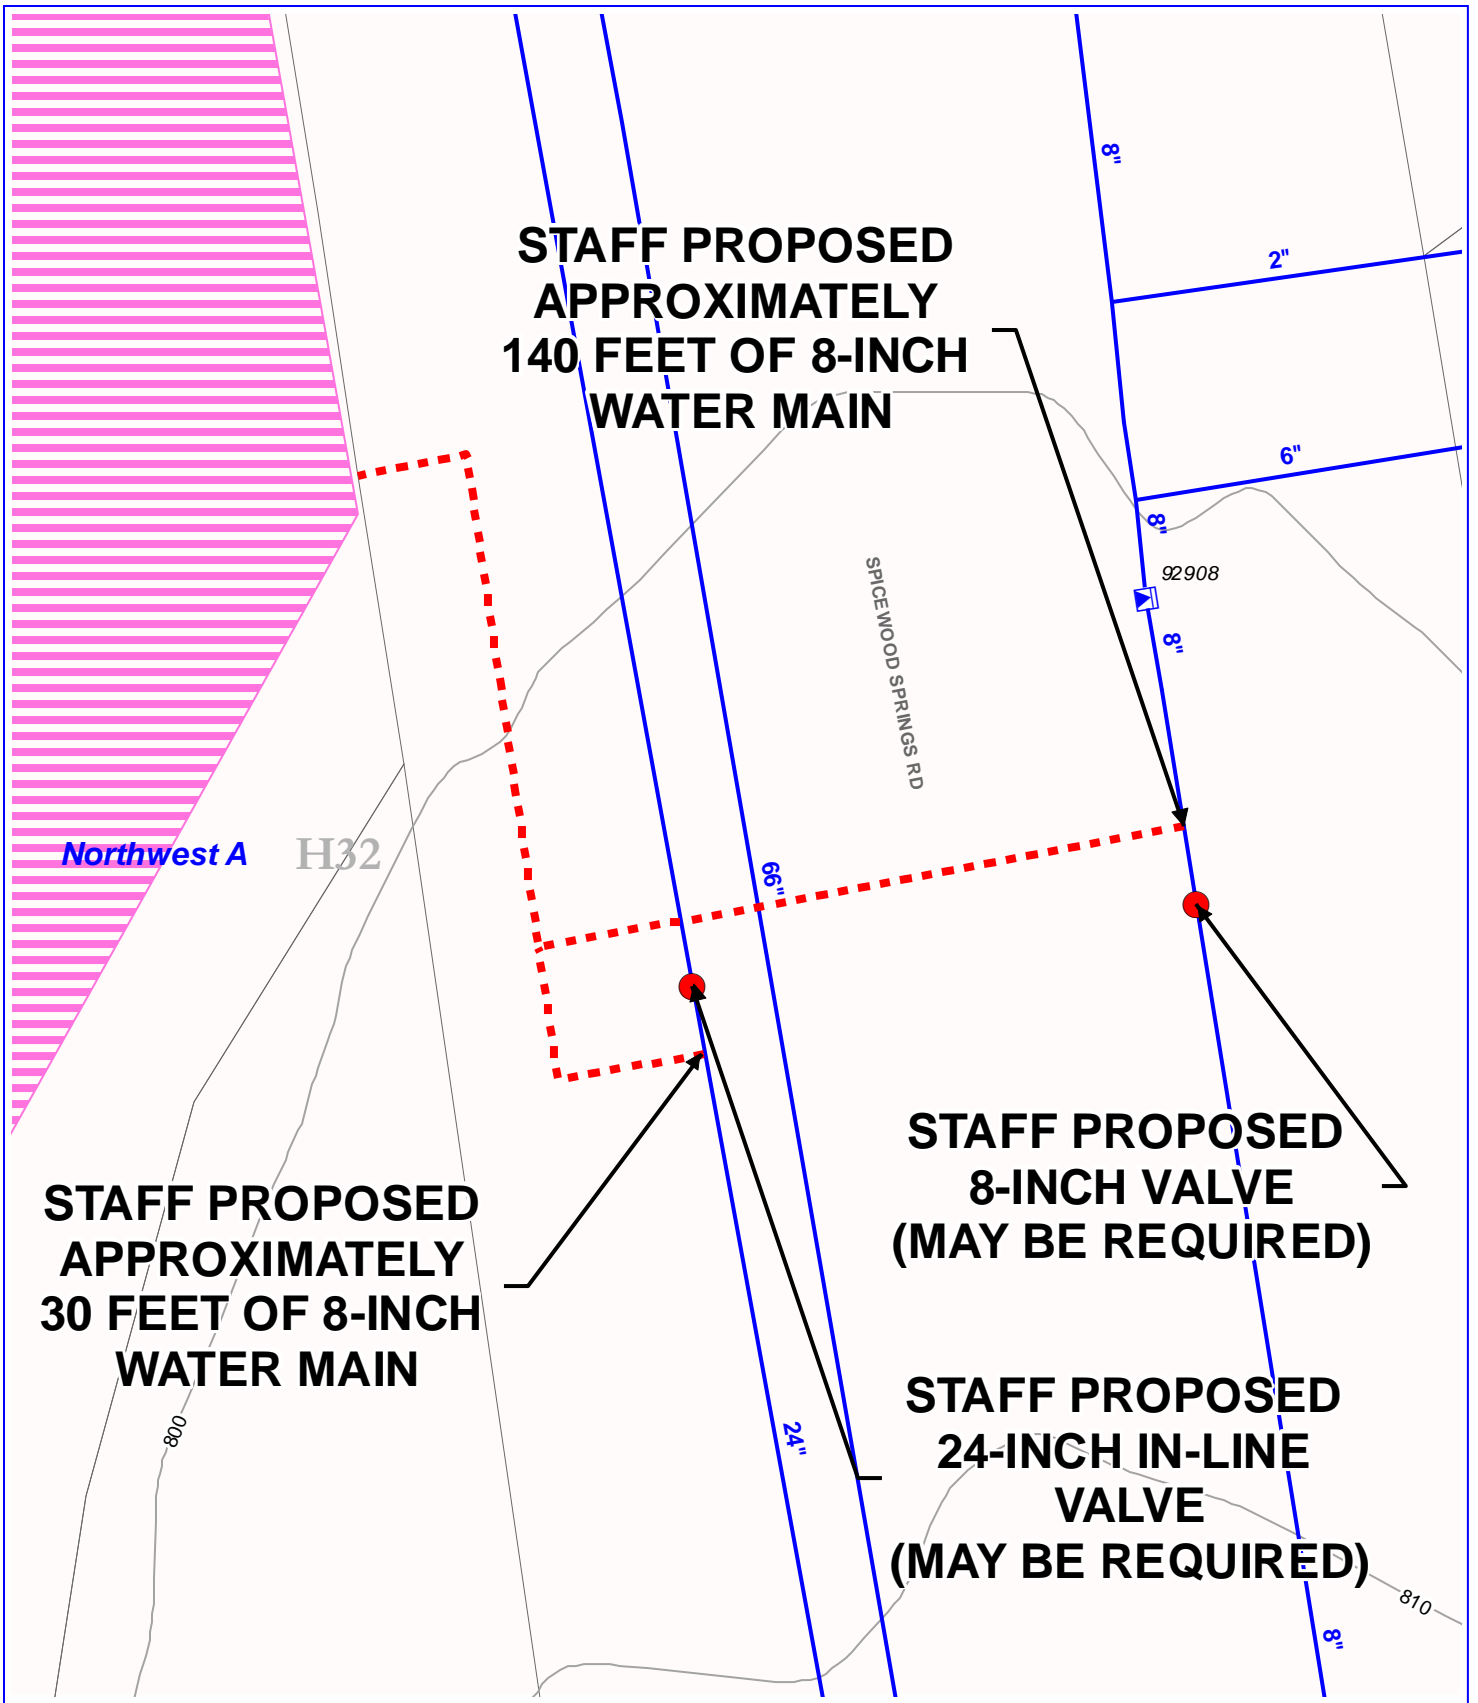 8"
2"
STAFF PROPOSED
APPROXIMATELY
140 FEET OF 8-INCH
WATER MAIN
6"
8"
92908
SPICEWOOD SPRINGS RD
8"
Northwest A
H32
66"
STAFF PROPOSED
8-INCH VALVE
(MAY BE REQUIRED)
STAFF PROPOSED
APPROXIMATELY
30 FEET OF 8-INCH
WATER MAIN
800
24"
STAFF PROPOSED
24-INCH IN-LINE
VALVE
(MAY BE REQUIRED)
810
8"